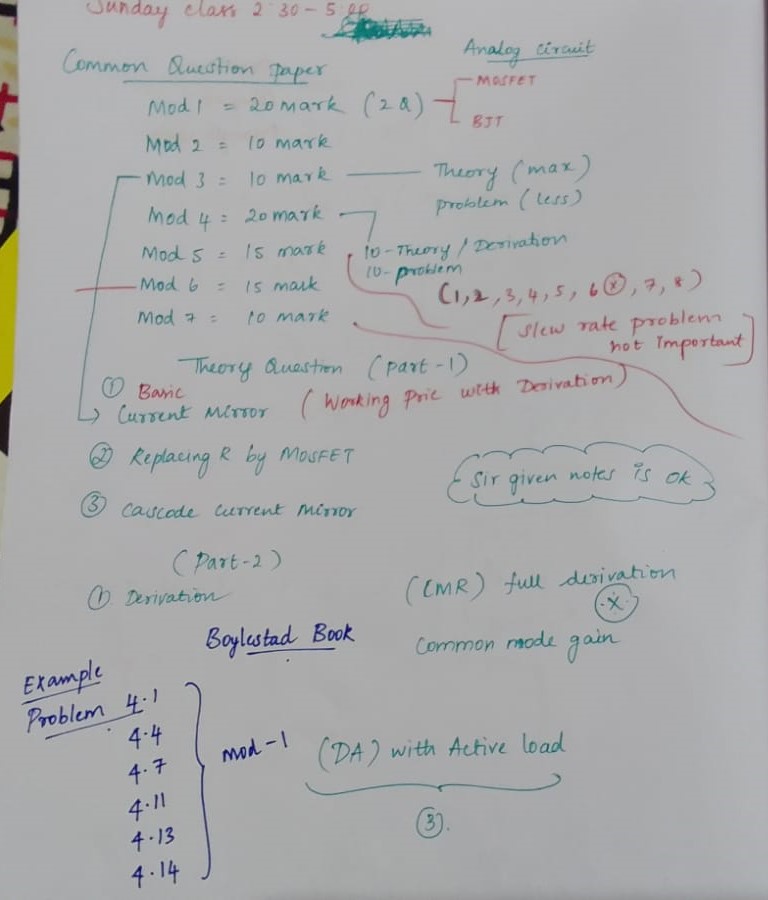 Sunday class 2:30 - 5:00
Analog circuit
Common Question paper
Mod 1 = 20 mark (2 Q)
MOSFET
BJT
Mod 2 = 10 mark
Mod 3 = 10 mark
Theory (max)
problem (less)
Mod 4 = 20 mark
10 - Theory / Derivation
10 - problem
Mod 5 = 15 mark
Mod 6 = 15 mark
(1, 2, 3, 4, 5, 6 ⓧ, 7, 8)
Mod 7 = 10 mark
[Slew rate problem
not Important]
Theory Question (part - 1)
① Basic
Current Mirror (Working Pric with Derivation)
② Replacing R by MOSFET
Sir given notes is ok
③ Cascode current Mirror
(Part - 2)
① Derivation
(CMR) full derivation
Boylestad Book
Common mode gain
Example
Problem 4.1
4.4
4.7
4.11
4.13
4.14
mod - 1
(DA) with Active load
③.